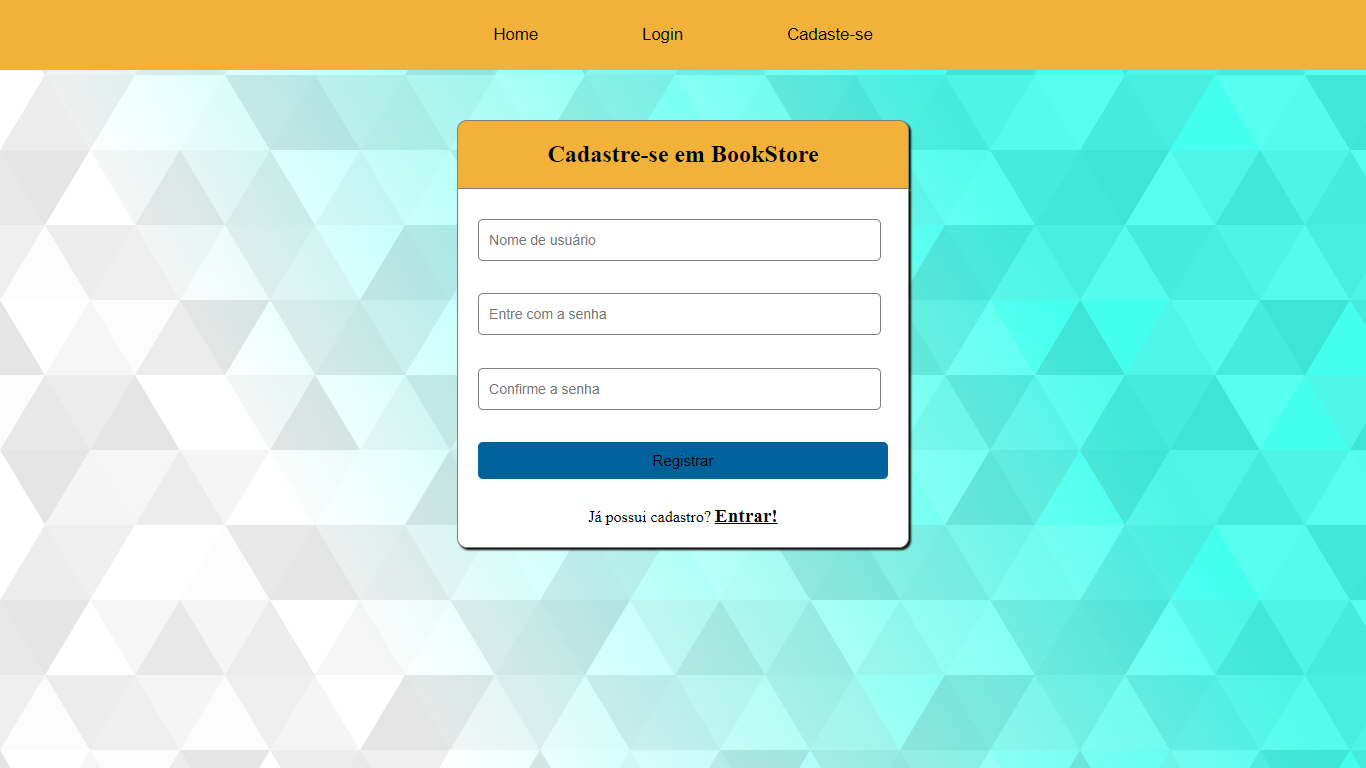 Home Login Cadaste-se
Cadastre-se em BookStore
Nome de usuário
Entre com a senha
Confirme a senha
Registrar
Já possui cadastro? Entrar!